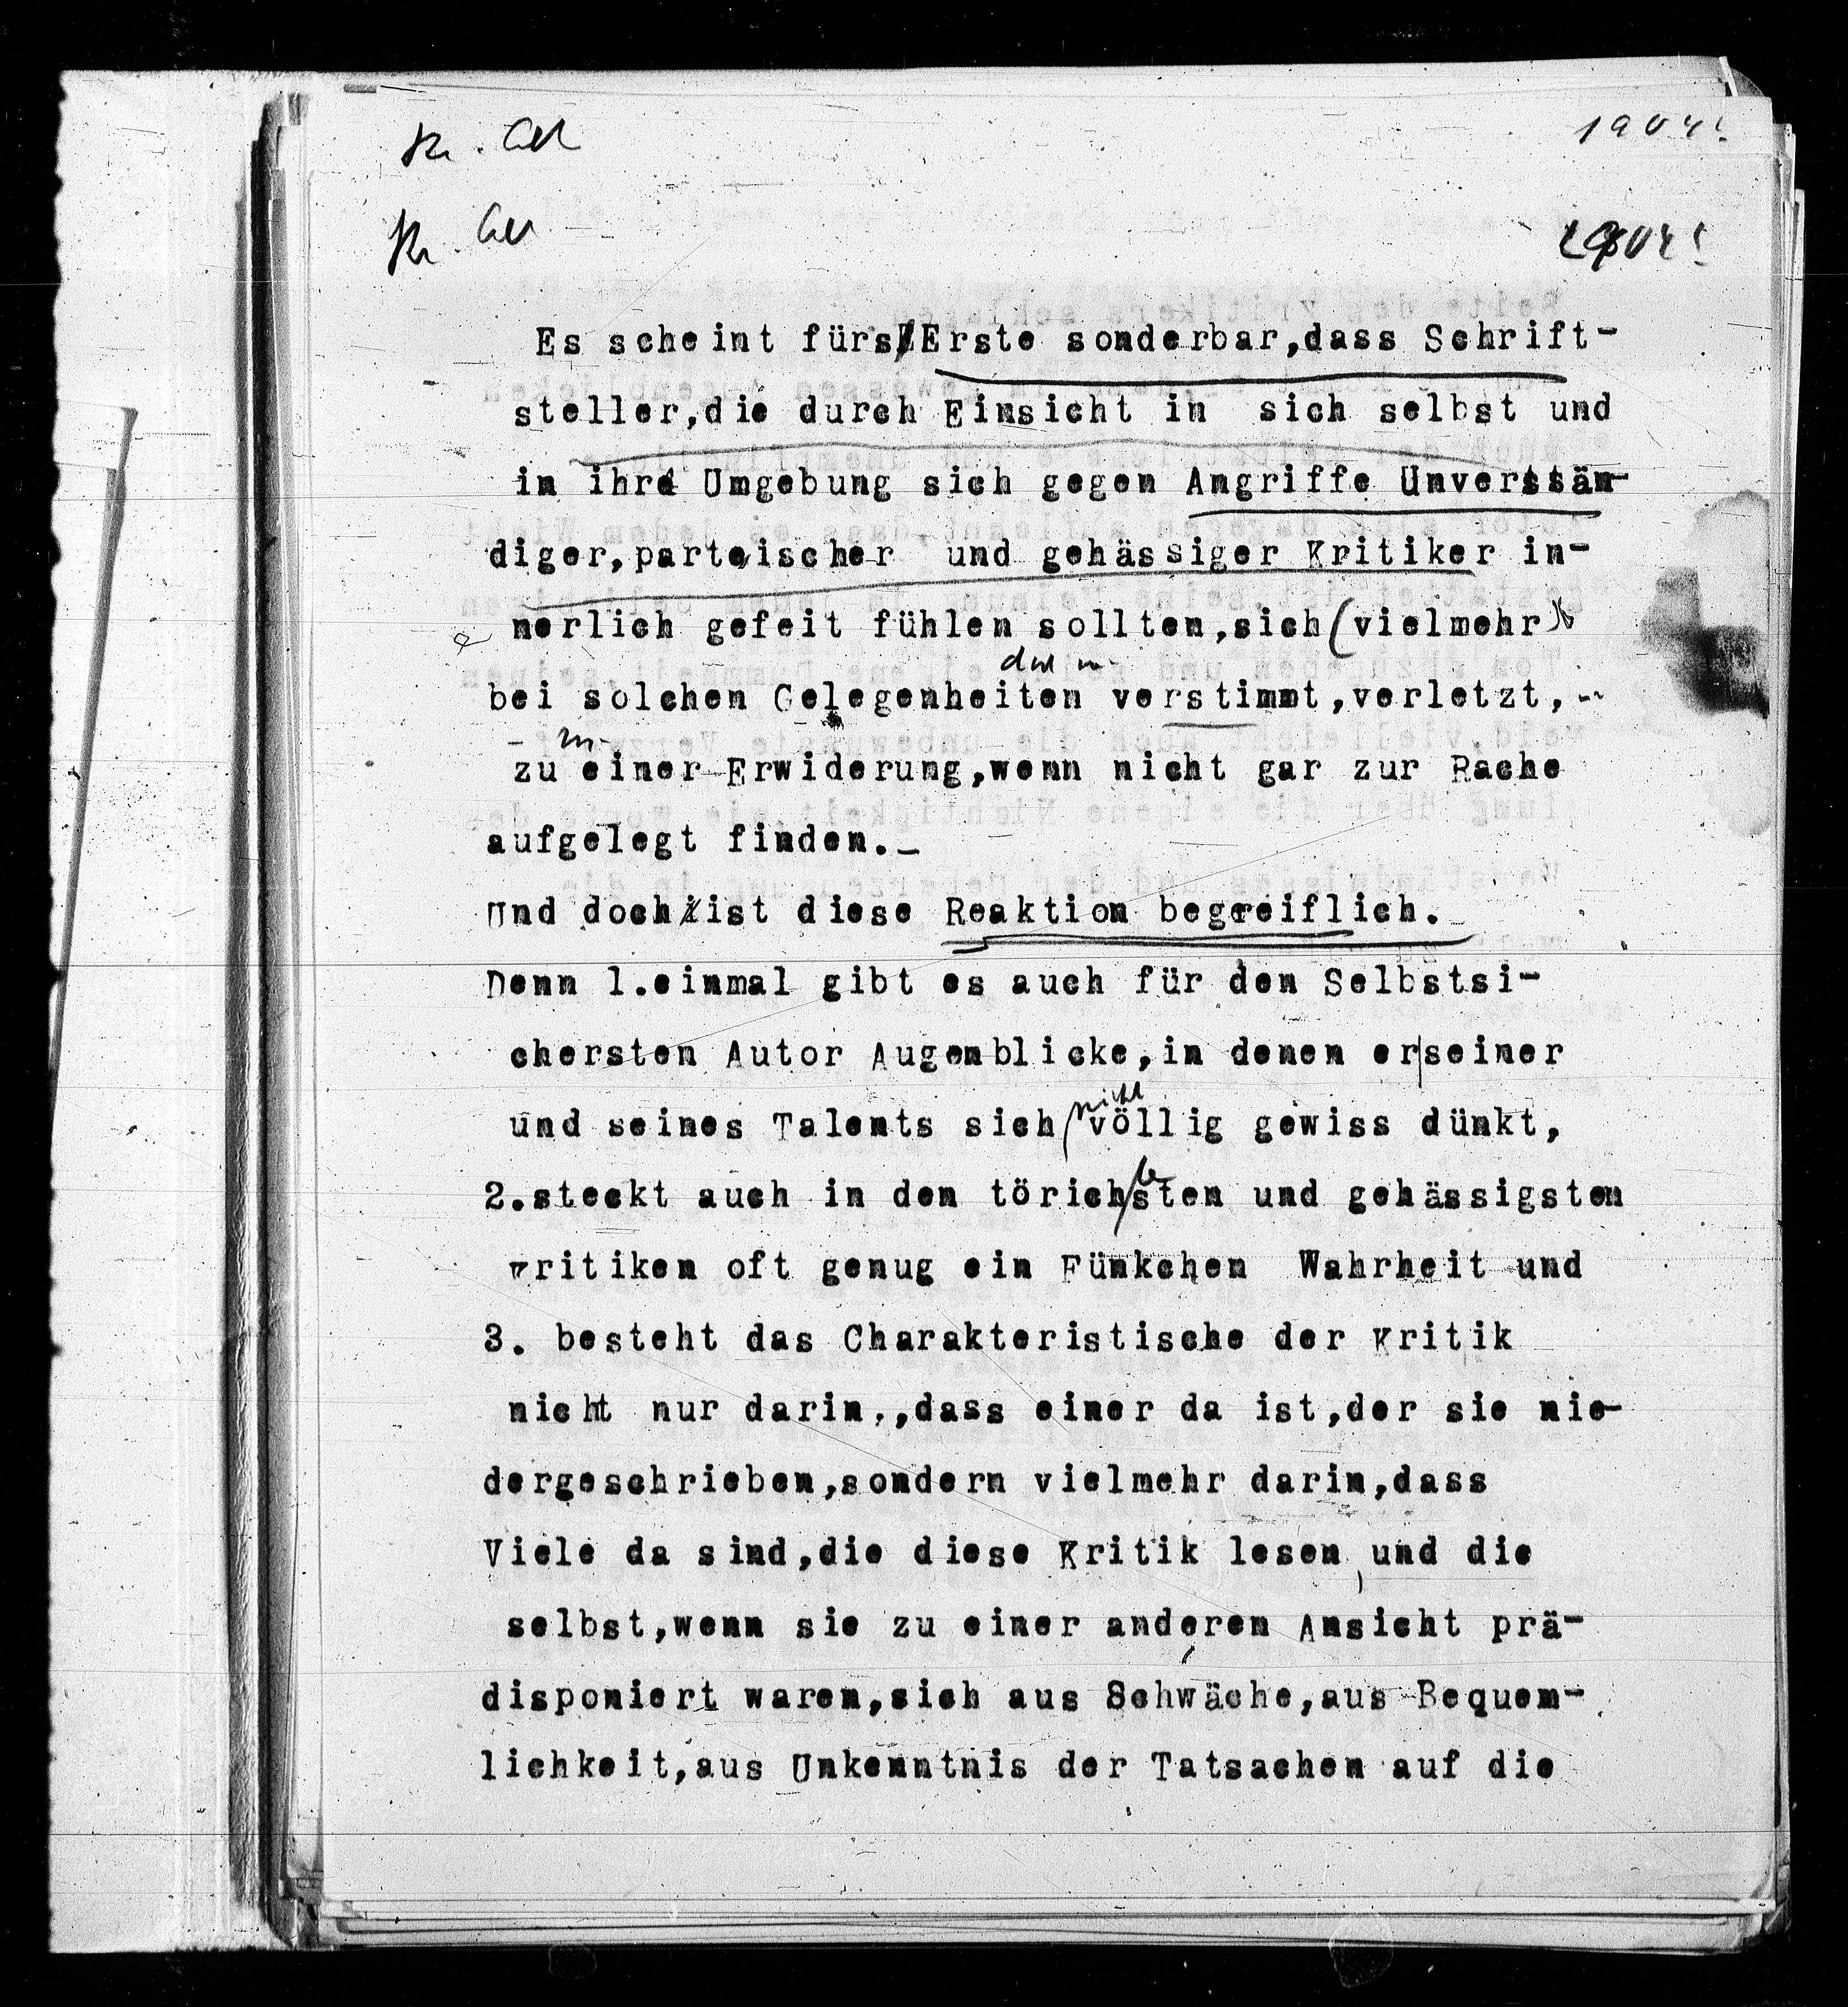 1904!
1904!
Es scheint fürs Erste sonderbar,dass Schrift-
steller,die durch Einsicht in sich selbst und
in ihre Umgebung sich gegen Angriffe Unverstän-
diger,parteiischer und gehässiger Kritiker in-
nerlich gefeit fühlen sollten,sich (vielmehr)
bei solchen Gelegenheiten verstimmt,verletzt,
zu einer Erwiderung,wenn nicht gar zur Rache
aufgelegt finden._
Und doch ist diese Reaktion begreiflich.
Denn 1.einmal gibt es auch für den Selbstsi-
chersten Autor Augenblicke,in denen er seiner
nicht
und seines Talents sich völlig gewiss dünkt,
2.steckt auch in den törichsten und gehässigsten
Kritiken oft genug ein Fünkchen Wahrheit und
3. besteht das Charakteristische der Kritik
nicht nur darin.,dass einer da ist,der sie nie-
dergeschrieben,sondern vielmehr darin,dass
Viele da sind,die diese Kritik lesen, und die
selbst,wenn sie zu einer anderen Ansicht prä-
disponiert waren,sich aus Schwäche,aus Bequem-
lichkeit,aus Unkenntnis der Tatsachen auf die